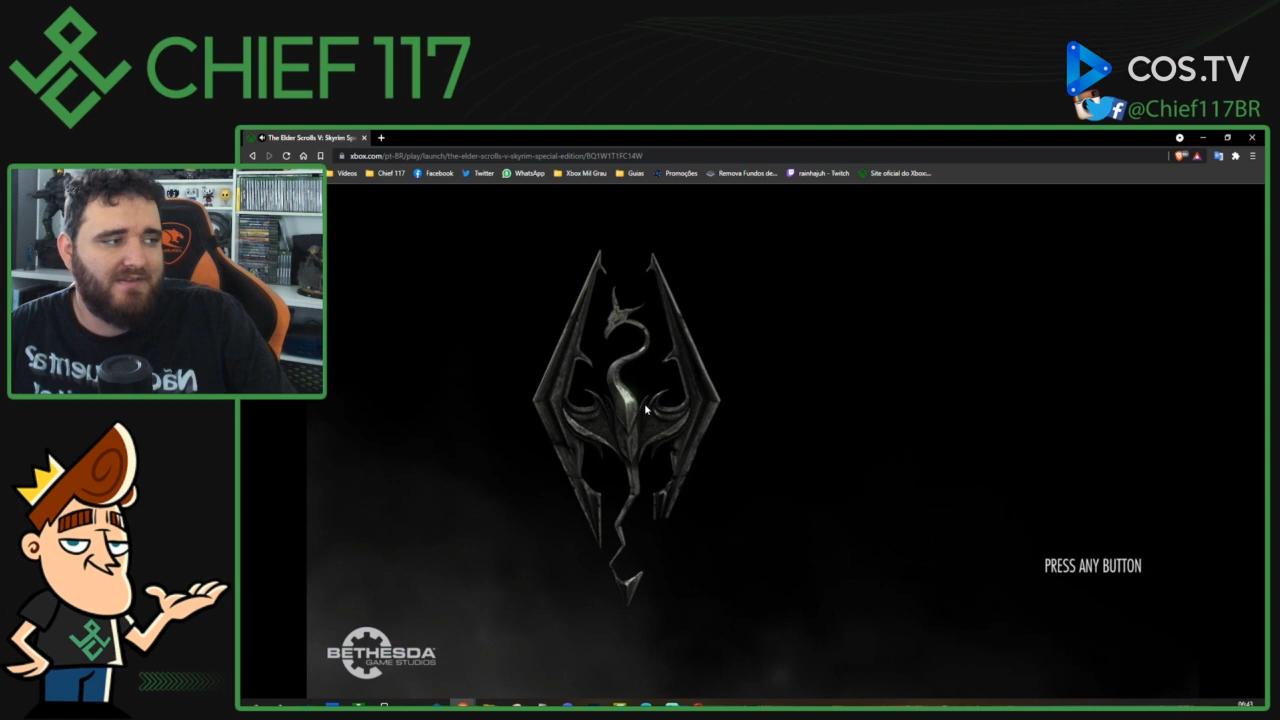 CHIEF 117
COS.TV
@Chief117BR
The Elder Scrolls V: Skyrim Sp
xbox.com/pt-BR/play/launch/the-elder-scrolls-v-skyrim-special-edition/BQ1W1T1FC14W
Vídeos Chief 117 Facebook Twitter WhatsApp Xbox Mil Grau Guias Promoções Remova Fundos de... rainhajuh - Twitch Site oficial do Xbox:...
Não
PRESS ANY BUTTON
BETHESDA
GAME STUDIOS